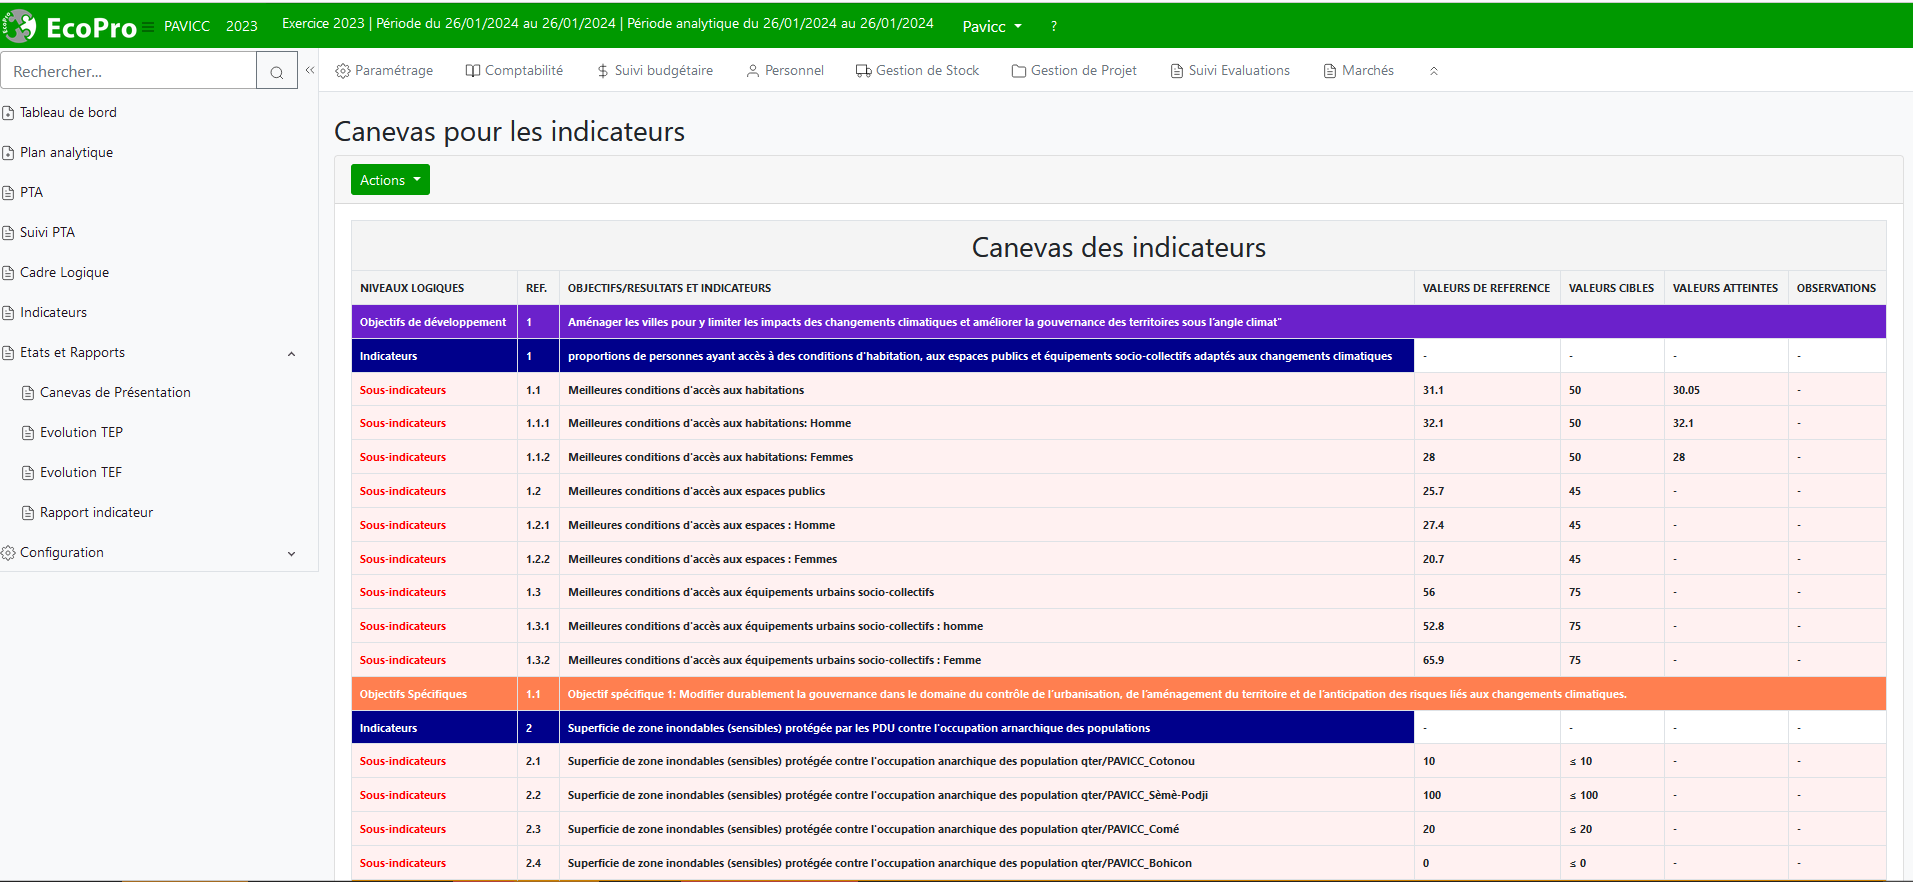 EcoPro PAVICC 2023 Exercice 2023 | Période du 26/01/2024 au 26/01/2024 | Période analytique du 26/01/2024 au 26/01/2024 Pavicc ?
Rechercher...
« Paramétrage Comptabilité Suivi budgétaire Personnel Gestion de Stock Gestion de Projet Suivi Evaluations Marchés
Tableau de bord
Plan analytique
PTA
Suivi PTA
Cadre Logique
Indicateurs
Etats et Rapports
Canevas de Présentation
Evolution TEP
Evolution TEF
Rapport indicateur
Configuration
Canevas pour les indicateurs
Actions
Canevas des indicateurs
NIVEAUX LOGIQUES REF. OBJECTIFS/RESULTATS ET INDICATEURS VALEURS DE REFERENCE VALEURS CIBLES VALEURS ATTEINTES OBSERVATIONS
Objectifs de développement 1 Aménager les villes pour y limiter les impacts des changements climatiques et améliorer la gouvernance des territoires sous l'angle climat"
Indicateurs 1 proportions de personnes ayant accès à des conditions d'habitation, aux espaces publics et équipements socio-collectifs adaptés aux changements climatiques - - - -
Sous-indicateurs 1.1 Meilleures conditions d'accès aux habitations 31.1 50 30.05 -
Sous-indicateurs 1.1.1 Meilleures conditions d'accès aux habitations: Homme 32.1 50 32.1 -
Sous-indicateurs 1.1.2 Meilleures conditions d'accès aux habitations: Femmes 28 50 28 -
Sous-indicateurs 1.2 Meilleures conditions d'accès aux espaces publics 25.7 45 - -
Sous-indicateurs 1.2.1 Meilleures conditions d'accès aux espaces : Homme 27.4 45 - -
Sous-indicateurs 1.2.2 Meilleures conditions d'accès aux espaces : Femmes 20.7 45 - -
Sous-indicateurs 1.3 Meilleures conditions d'accès aux équipements urbains socio-collectifs 56 75 - -
Sous-indicateurs 1.3.1 Meilleures conditions d'accès aux équipements urbains socio-collectifs : homme 52.8 75 - -
Sous-indicateurs 1.3.2 Meilleures conditions d'accès aux équipements urbains socio-collectifs : Femme 65.9 75 - -
Objectifs Spécifiques 1.1 Objectif spécifique 1: Modifier durablement la gouvernance dans le domaine du contrôle de l'urbanisation, de l'aménagement du territoire et de l'anticipation des risques liés aux changements climatiques.
Indicateurs 2 Superficie de zone inondables (sensibles) protégée par les PDU contre l'occupation arnarchique des populations - - - -
Sous-indicateurs 2.1 Superficie de zone inondables (sensibles) protégée contre l'occupation anarchique des population qter/PAVICC_Cotonou 10 ≤ 10 - -
Sous-indicateurs 2.2 Superficie de zone inondables (sensibles) protégée contre l'occupation anarchique des population qter/PAVICC_Sèmè-Podji 100 ≤ 100 - -
Sous-indicateurs 2.3 Superficie de zone inondables (sensibles) protégée contre l'occupation anarchique des population qter/PAVICC_Comé 20 ≤ 20 - -
Sous-indicateurs 2.4 Superficie de zone inondables (sensibles) protégée contre l'occupation anarchique des population qter/PAVICC_Bohicon 0 ≤ 0 - -